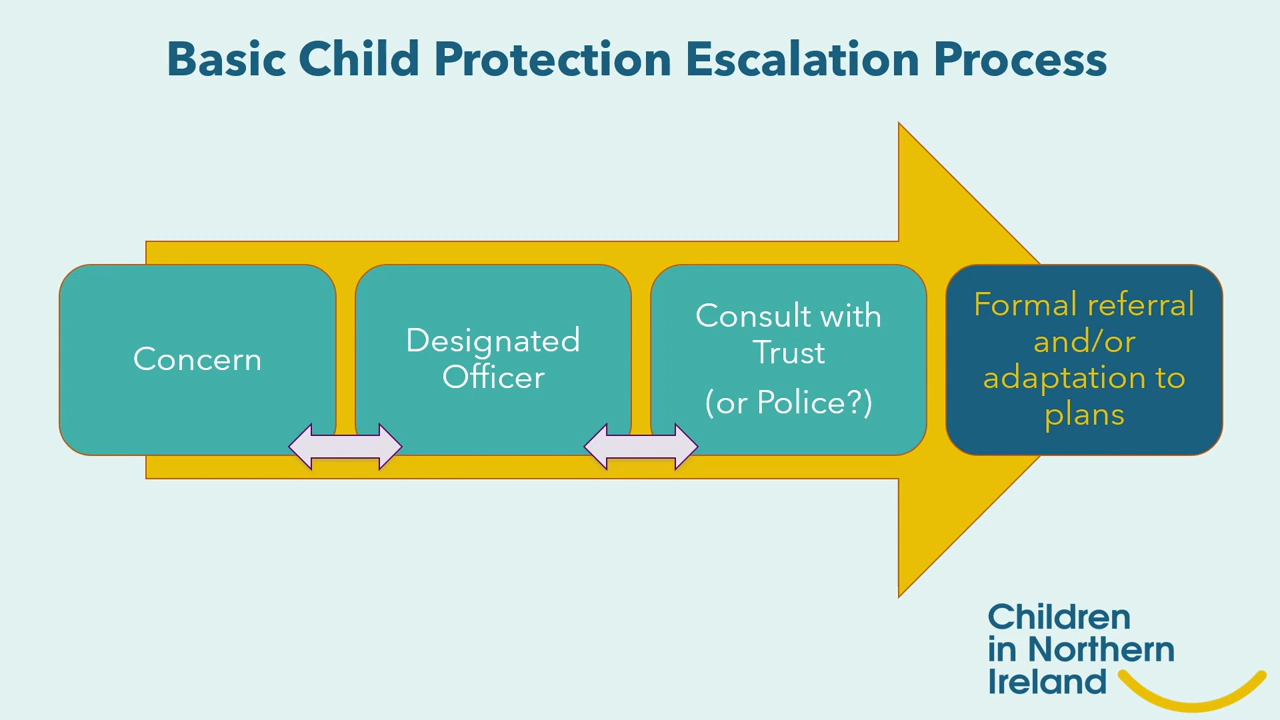 Basic Child Protection Escalation Process
Concern
Designated
Officer
Consult with
Trust
(or Police?)
Formal referral
and/or
adaptation to
plans
Children
in Northern
Ireland